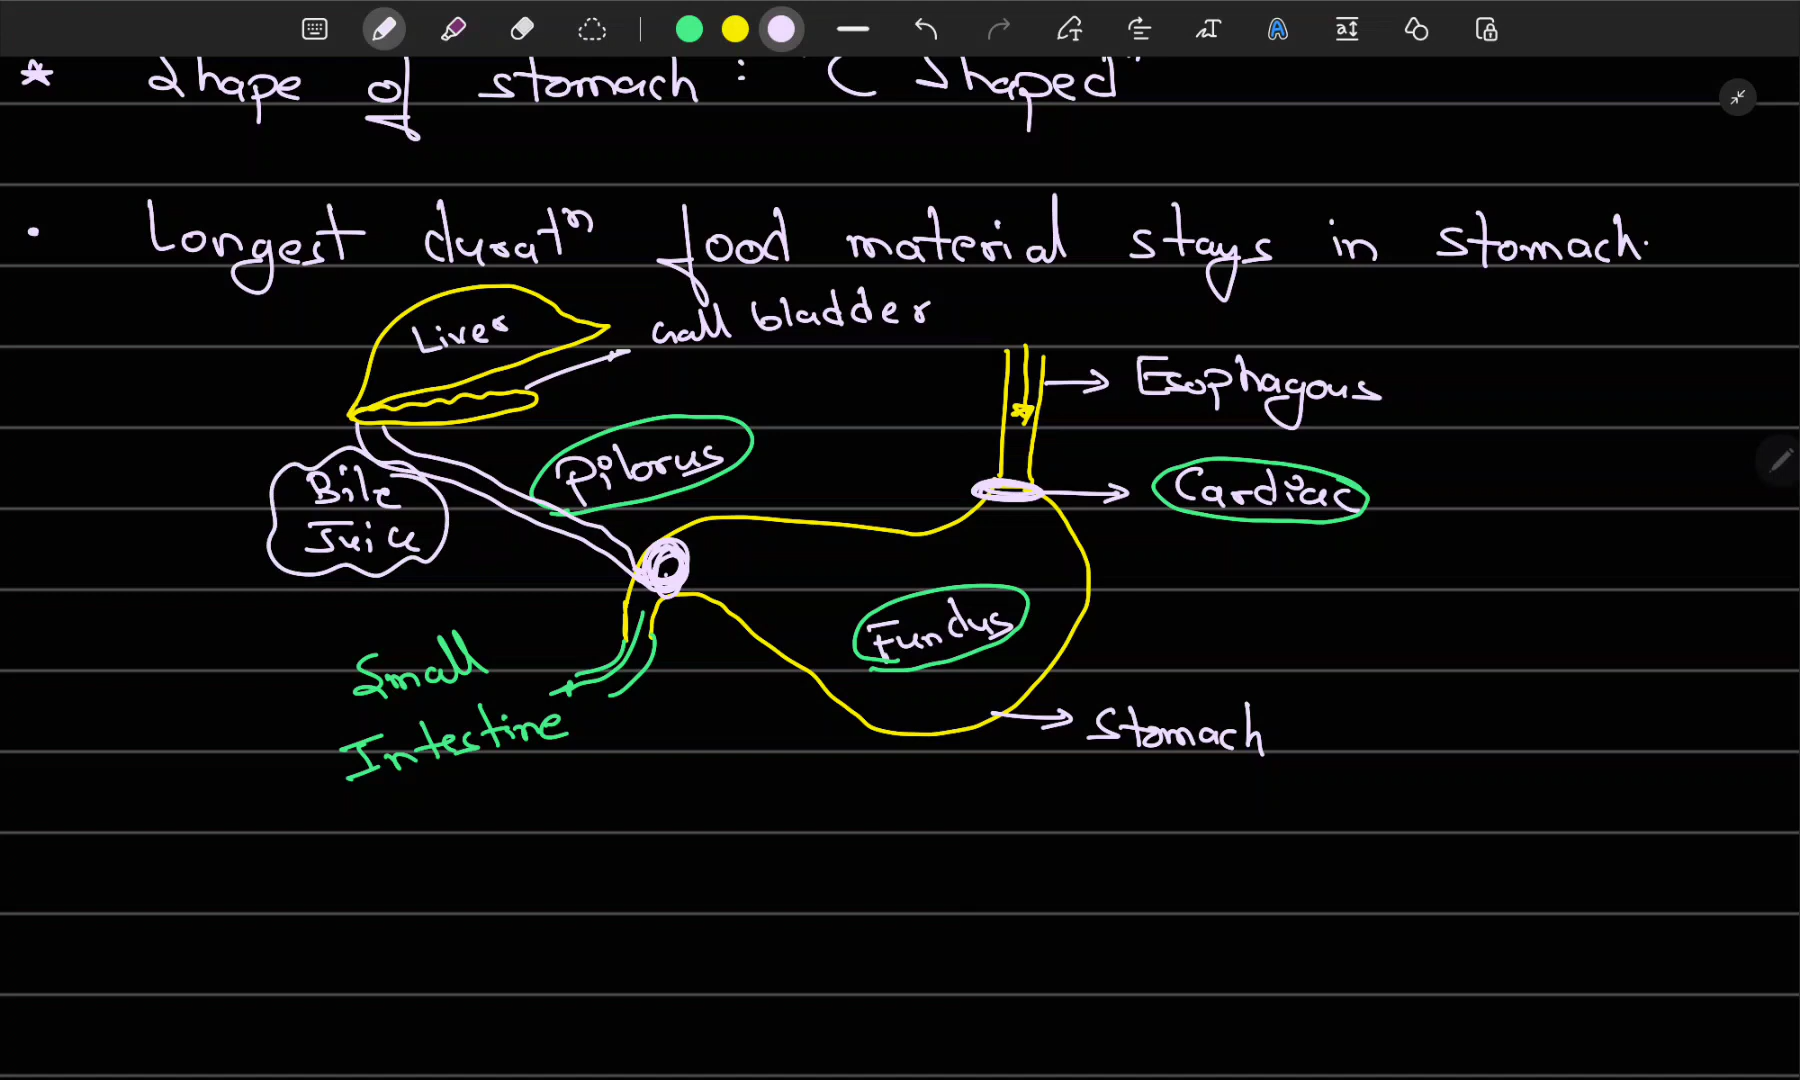 * Shape of stomach : "C Shaped"
• Longest duratⁿ food material stays in stomach.
Liver
Gall bladder
Esophagous
Pilorus
Cardiac
Bile
Juice
Fundus
Small
Intestine
Stomach